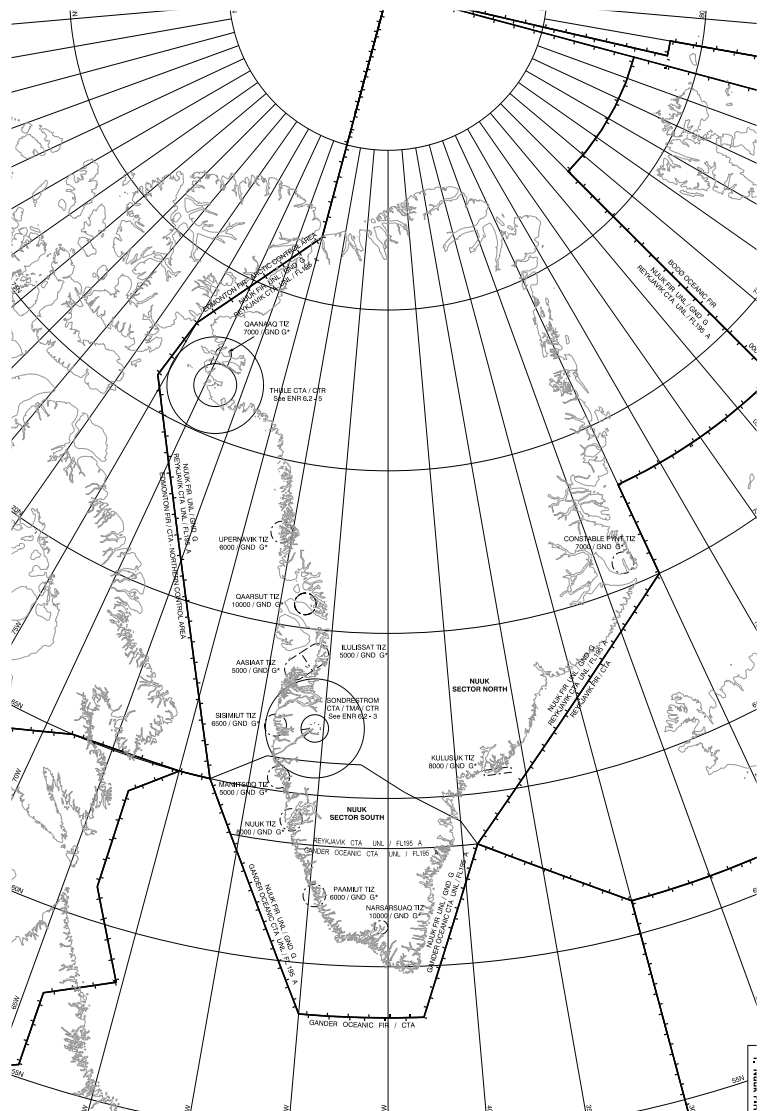 80
EDMONTON FIR / ARCTIC CONTROL AREA
NUUK FIR UNL / GND G
REYKJAVIK CTA UNL / FL195 A
BODO OCEANIC FIR
NUUK FIR UNL / GND G
REYKJAVIK CTA UNL / FL195 A
QAANAAQ TIZ
7000 / GND G*
THULE CTA / CTR
See ENR 6.2 - 5
NUUK FIR UNL / GND G
REYKJAVIK CTA UNL / FL195 A
EDMONTON FIR / CTA - NORTHERN CONTROL AREA
UPERNAVIK TIZ
6000 / GND G*
CONSTABLE PYNT TIZ
7000 / GND G*
QAARSUT TIZ
10000 / GND G*
75W
ILULISSAT TIZ
5000 / GND G*
AASIAAT TIZ
5000 / GND G*
NUUK
SECTOR NORTH
NUUK FIR UNL / GND G
REYKJAVIK CTA UNL / FL195 A
REYKJAVIK FIR / CTA
SONDRESTROM
CTA / TMA / CTR
See ENR 6.2 - 3
SISIMIUT TIZ
6500 / GND G*
65N
KULUSUK TIZ
8000 / GND G*
70W
MANIITSOQ TIZ
5000 / GND G*
NUUK
SECTOR SOUTH
NUUK TIZ
8000 / GND G*
REYKJAVIK CTA UNL / FL195 A
GANDER OCEANIC CTA UNL / FL195
60N
PAAMIUT TIZ
6000 / GND G*
NARSARSUAQ TIZ
10000 / GND G*
NUUK FIR UNL / GND G
GANDER OCEANIC CTA UNL / FL 195 A
NUUK FIR UNL / GND G
GANDER OCEANIC CTA UNL / FL195 A
65W
GANDER OCEANIC FIR / CTA
55N
55N